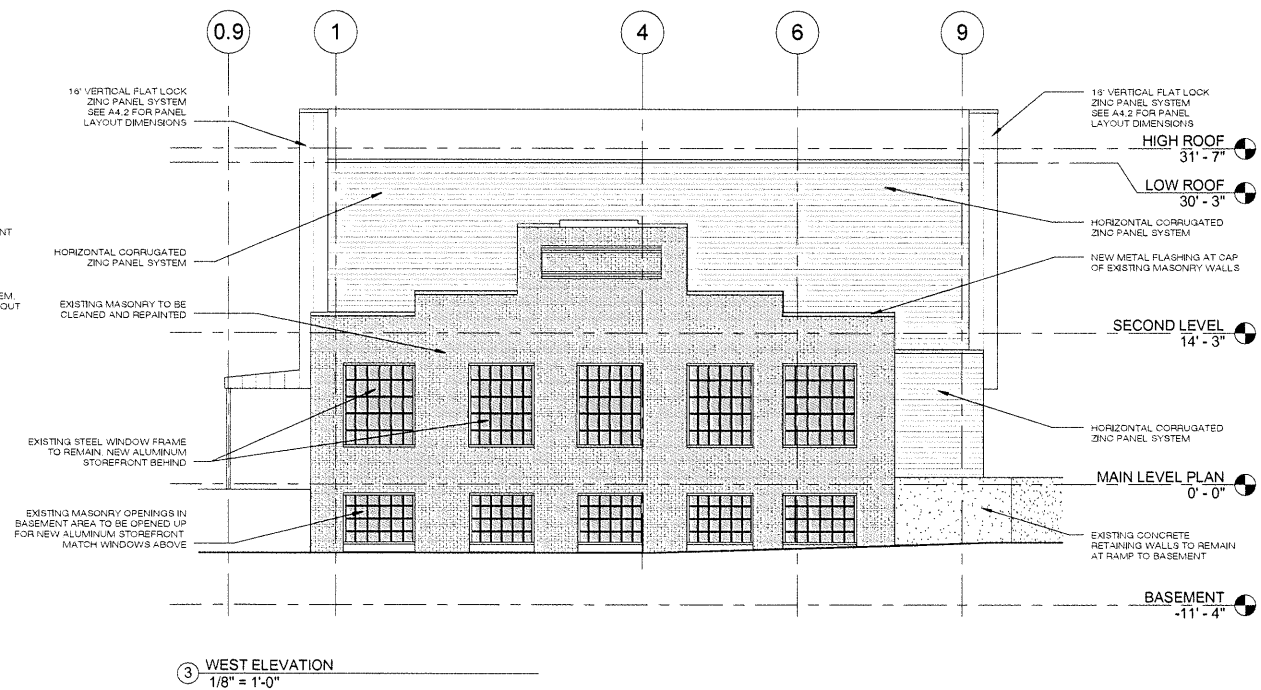 0.9
1
4
6
9
16' VERTICAL FLAT LOCK
ZINC PANEL SYSTEM
SEE A4.2 FOR PANEL
LAYOUT DIMENSIONS
16' VERTICAL FLAT LOCK
ZINC PANEL SYSTEM
SEE A4.2 FOR PANEL
LAYOUT DIMENSIONS
HIGH ROOF
31' - 7"
LOW ROOF
30' - 3"
HORIZONTAL CORRUGATED
ZINC PANEL SYSTEM
NT
HORIZONTAL CORRUGATED
ZINC PANEL SYSTEM
NEW METAL FLASHING AT CAP
OF EXISTING MASONRY WALLS
EM.
OUT
EXISTING MASONRY TO BE
CLEANED AND REPAINTED
SECOND LEVEL
14' - 3"
HORIZONTAL CORRUGATED
ZINC PANEL SYSTEM
EXISTING STEEL WINDOW FRAME
TO REMAIN. NEW ALUMINUM
STOREFRONT BEHIND
MAIN LEVEL PLAN
0' - 0"
EXISTING MASONRY OPENINGS IN
BASEMENT AREA TO BE OPENED UP
FOR NEW ALUMINUM STOREFRONT.
MATCH WINDOWS ABOVE
EXISTING CONCRETE
RETAINING WALLS TO REMAIN
AT RAMP TO BASEMENT
BASEMENT
-11' - 4"
3 WEST ELEVATION
1/8" = 1'-0"